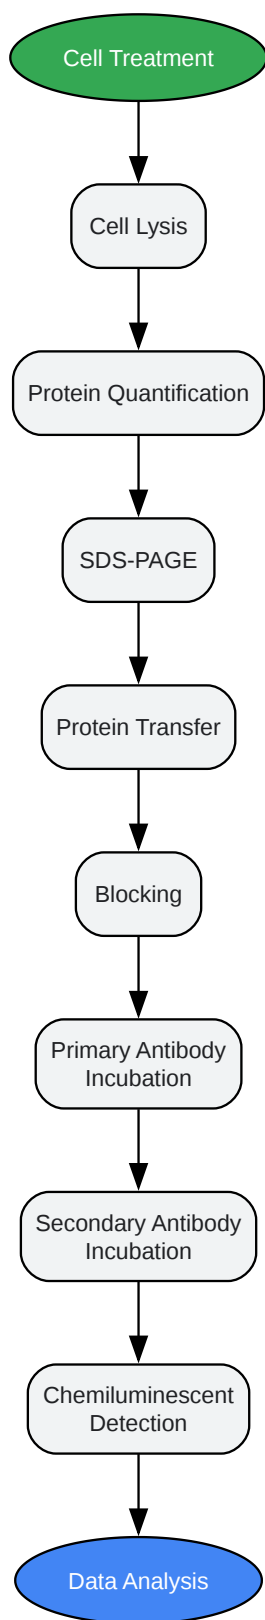 Cell Treatment
Cell Lysis
Protein Quantification
SDS-PAGE
Protein Transfer
Blocking
Primary Antibody
Incubation
Secondary Antibody
Incubation
Chemiluminescent
Detection
Data Analysis